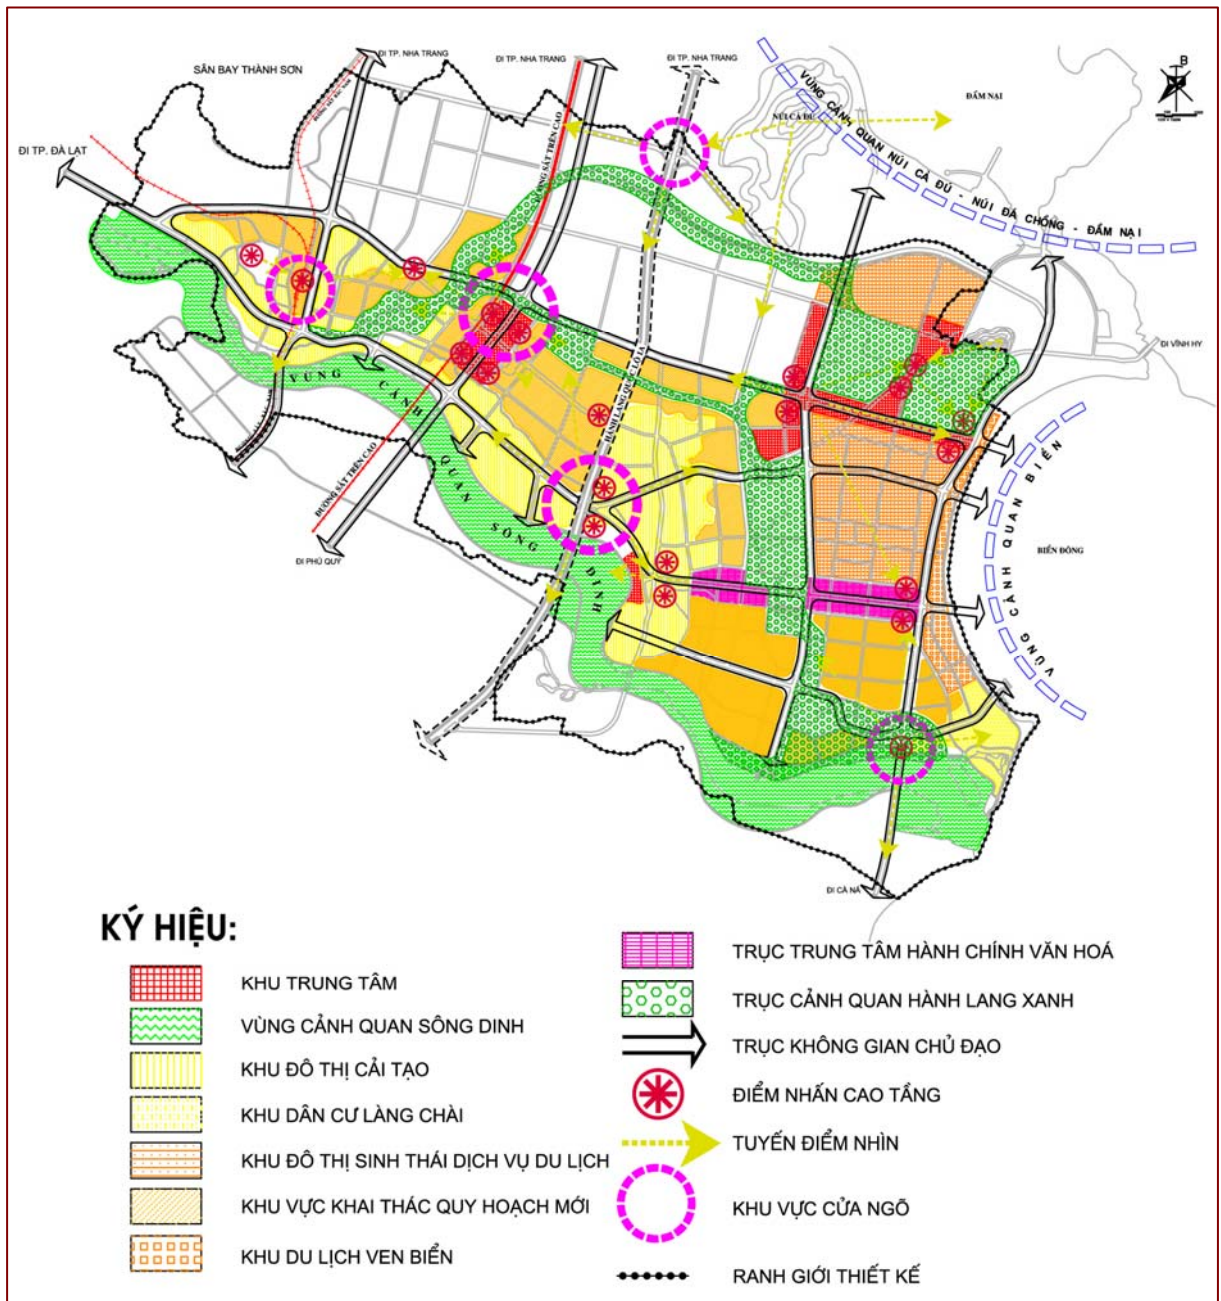 ĐI TP. NHA TRANG
ĐI TP. NHA TRANG
ĐI TP. NHA TRANG
SÂN BAY THÀNH SƠN
B
ĐẦM NẠI
NÚI CÀ ĐÚ
VÙNG CẢNH QUAN NÚI CÀ ĐÚ - NÚI ĐÁ CHỒNG - ĐẦM NẠI
ĐI TP. ĐÀ LẠT
ĐƯỜNG SẮT TRÊN CAO
ĐI VĨNH HY
HÀNH LANG QUỐC LỘ 1A
VÙNG CẢNH QUAN SÔNG DINH
ĐƯỜNG SẮT TRÊN CAO
VÙNG CẢNH QUAN BIỂN
BIỂN ĐÔNG
ĐI PHÚ QUÝ
ĐI CÀ NÁ
KÝ HIỆU:
KHU TRUNG TÂM
VÙNG CẢNH QUAN SÔNG DINH
KHU ĐÔ THỊ CẢI TẠO
KHU DÂN CƯ LÀNG CHÀI
KHU ĐÔ THỊ SINH THÁI DỊCH VỤ DU LỊCH
KHU VỰC KHAI THÁC QUY HOẠCH MỚI
KHU DU LỊCH VEN BIỂN
TRỤC TRUNG TÂM HÀNH CHÍNH VĂN HOÁ
TRỤC CẢNH QUAN HÀNH LANG XANH
TRỤC KHÔNG GIAN CHỦ ĐẠO
ĐIỂM NHẤN CAO TẦNG
TUYẾN ĐIỂM NHÌN
KHU VỰC CỬA NGÕ
RANH GIỚI THIẾT KẾ